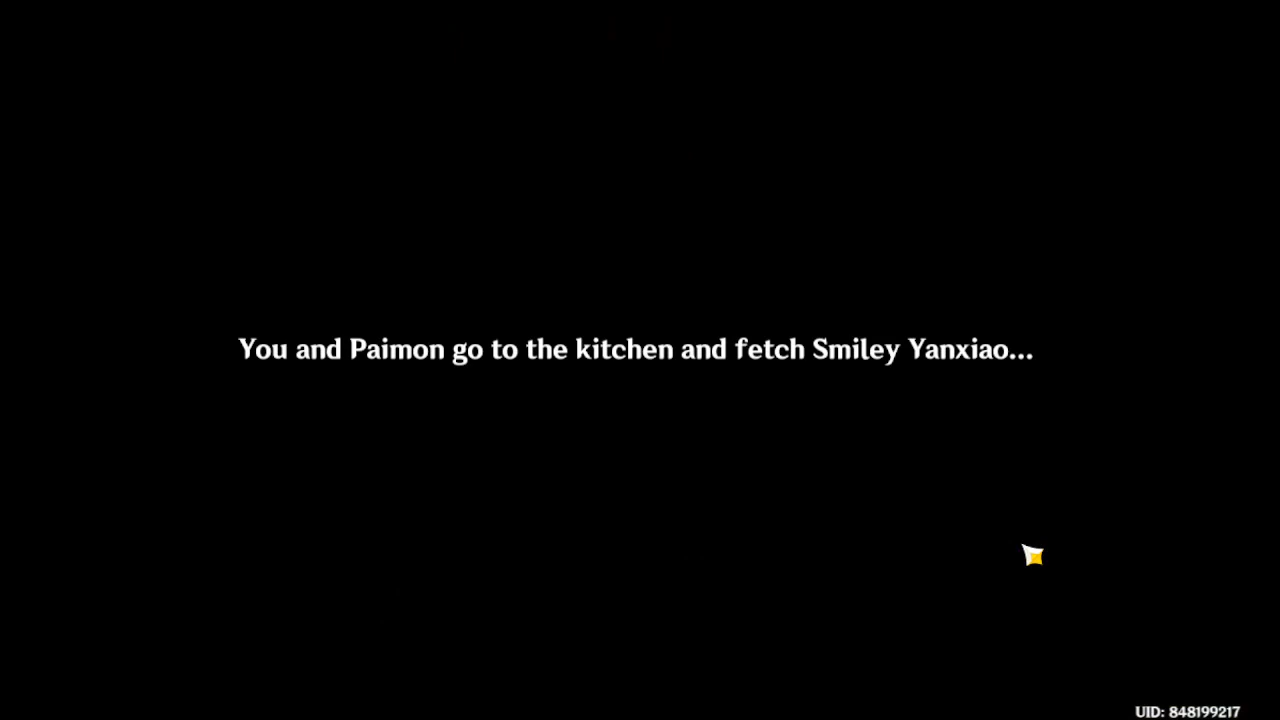 You and Paimon go to the kitchen and fetch Smiley Yanxiao...
UID: 848199217